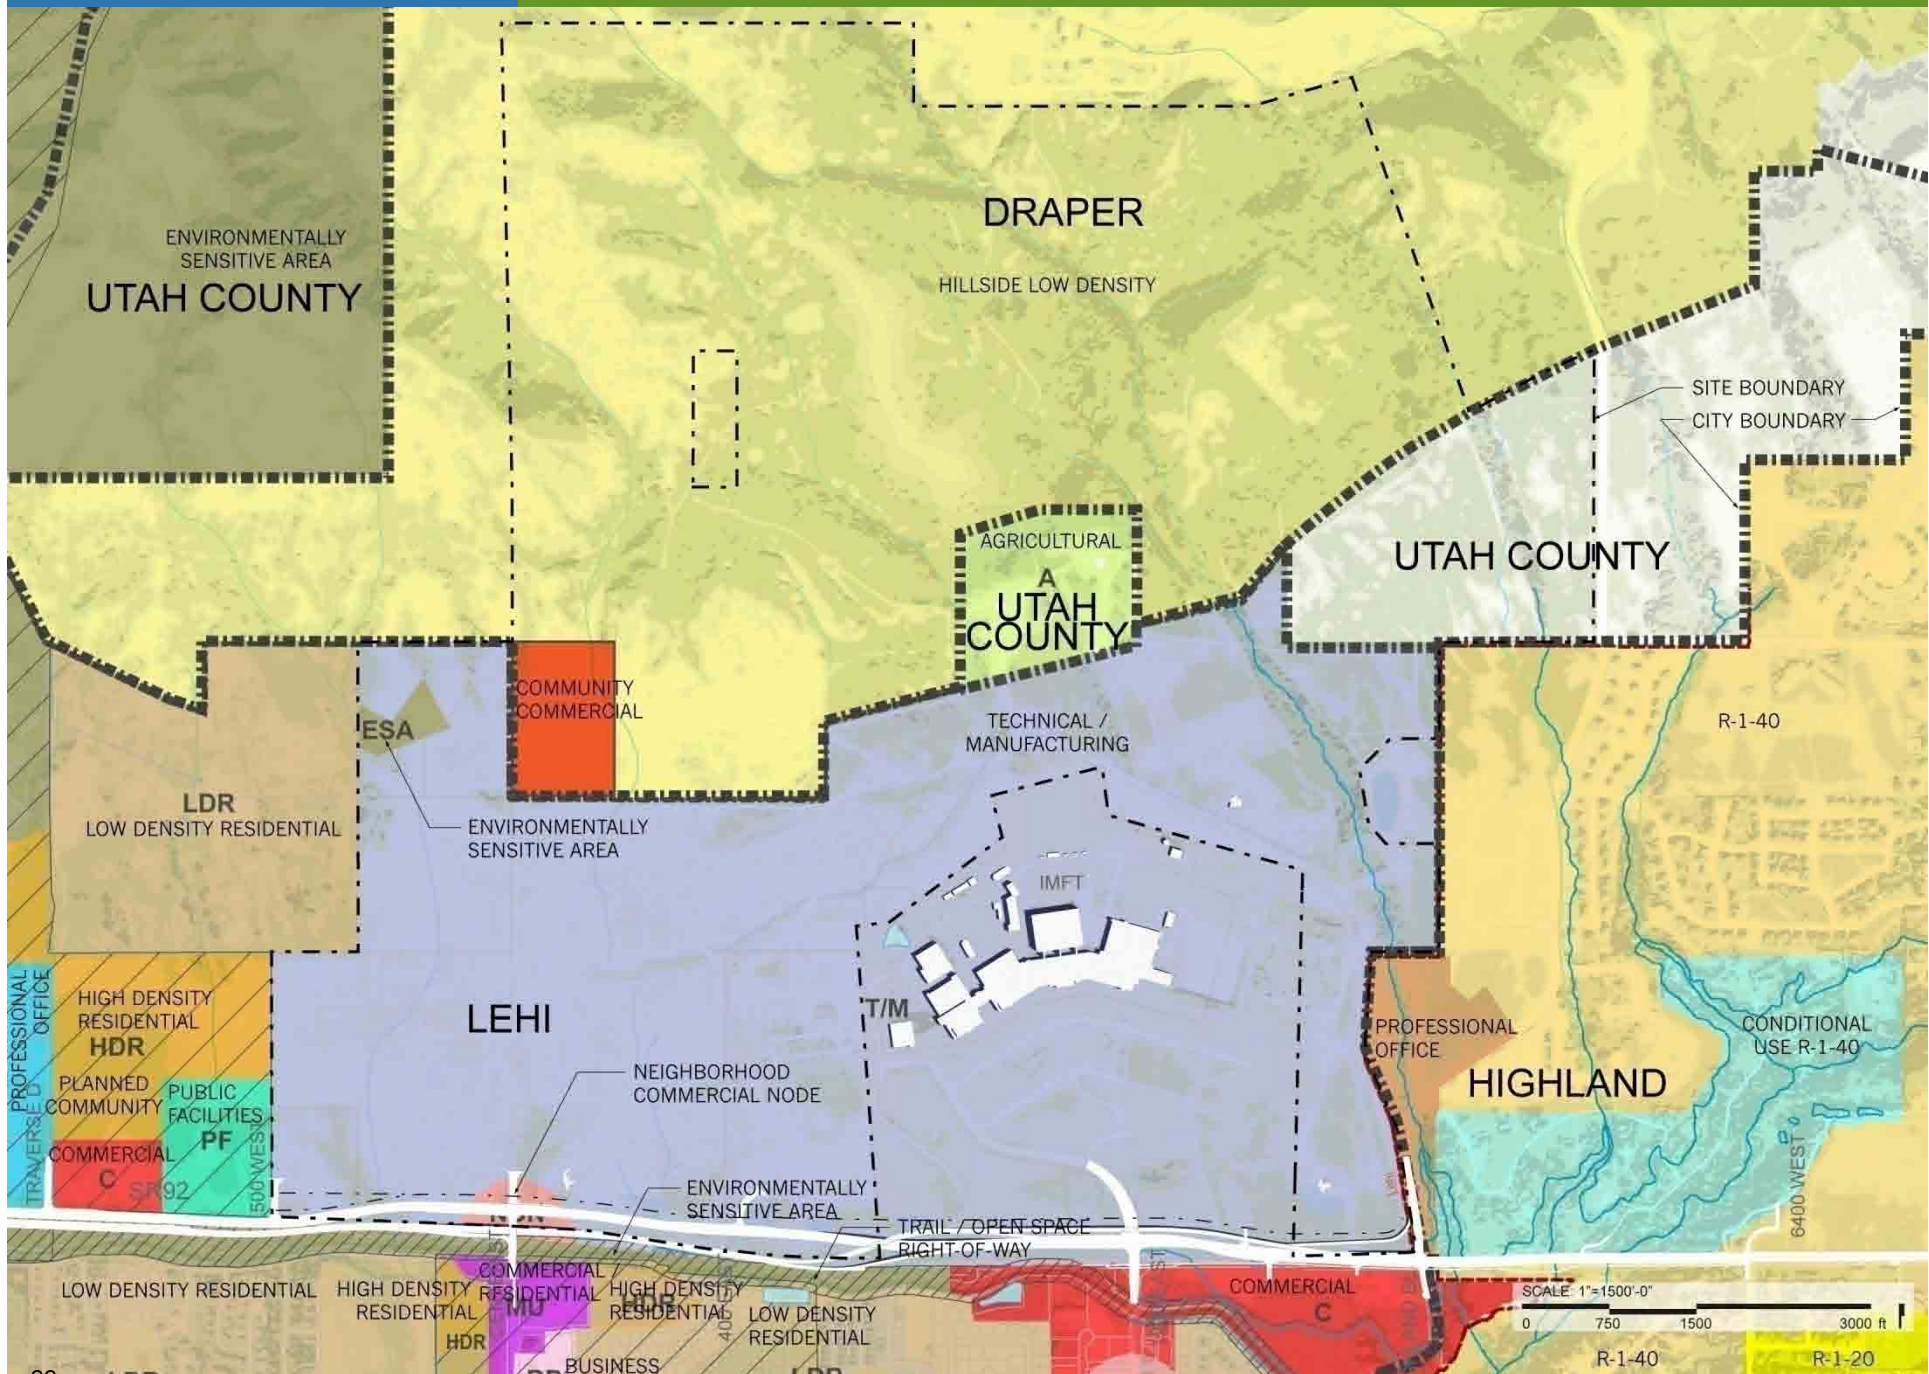 DRAPER
HILLSIDE LOW DENSITY
ENVIRONMENTALLY
SENSITIVE AREA
UTAH COUNTY
SITE BOUNDARY
CITY BOUNDARY
AGRICULTURAL
A
UTAH
COUNTY
UTAH COUNTY
COMMUNITY
COMMERCIAL
ESA
TECHNICAL /
MANUFACTURING
R-1-40
LDR
LOW DENSITY RESIDENTIAL
ENVIRONMENTALLY
SENSITIVE AREA
IMFT
PROFESSIONAL
OFFICE
HIGH DENSITY
RESIDENTIAL
HDR
LEHI
T/M
PROFESSIONAL
OFFICE
CONDITIONAL
USE R-1-40
HIGHLAND
PLANNED
COMMUNITY
PUBLIC
FACILITIES
PF
NEIGHBORHOOD
COMMERCIAL NODE
COMMERCIAL
C
SR92
500 WEST
6400 WEST
ENVIRONMENTALLY
SENSITIVE AREA
TRAIL / OPEN SPACE
RIGHT-OF-WAY
LOW DENSITY RESIDENTIAL
HIGH DENSITY
RESIDENTIAL
HDR
COMMERCIAL
RESIDENTIAL
MU
HIGH DENSITY
RESIDENTIAL
HDR
LOW DENSITY
RESIDENTIAL
COMMERCIAL
C
SCALE: 1"=1500'-0"
0 750 1500 3000 ft
BUSINESS
R-1-40
R-1-20